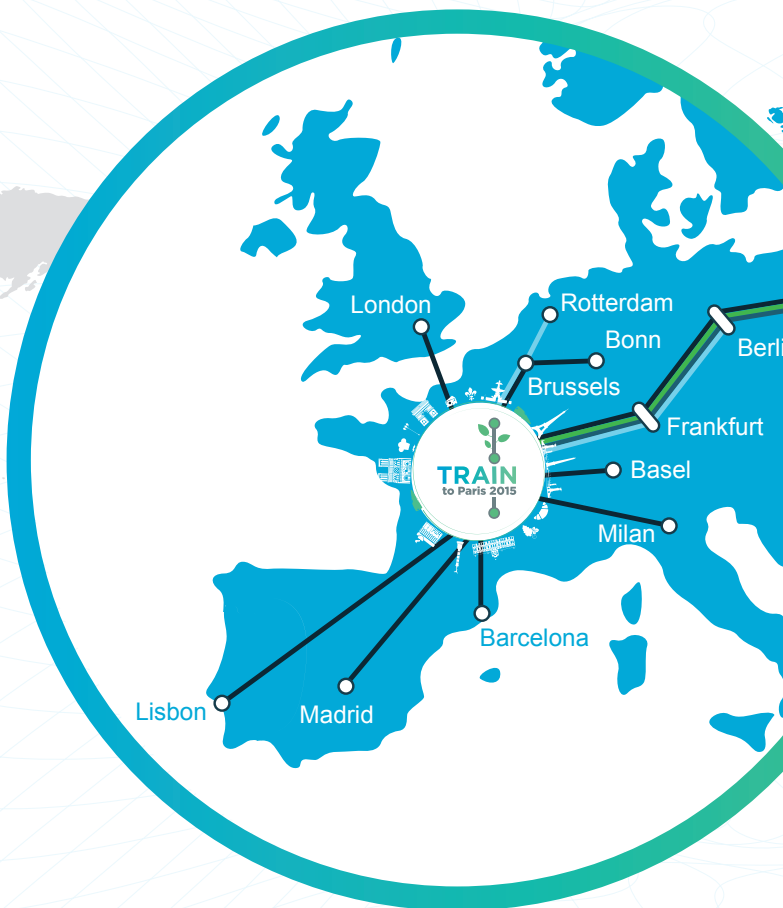 London
Rotterdam
Bonn
Berli
Brussels
Frankfurt
TRAIN
to Paris 2015
Basel
Milan
Barcelona
Lisbon
Madrid